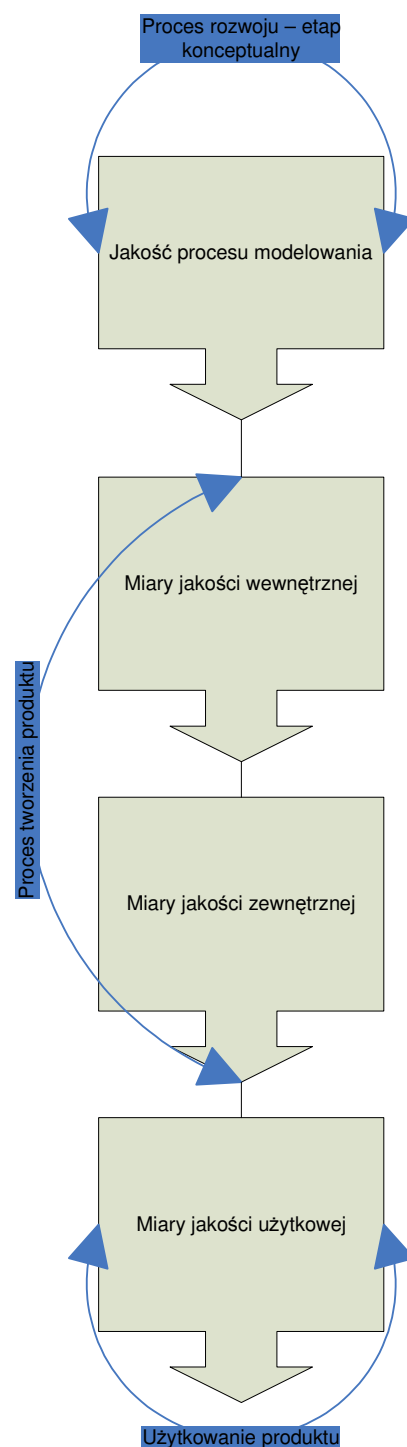 Proces rozwoju – etap
konceptualny
Jakość procesu modelowania
Miary jakości wewnętrznej
Proces tworzenia produktu
Miary jakości zewnętrznej
Miary jakości użytkowej
Użytkowanie produktu